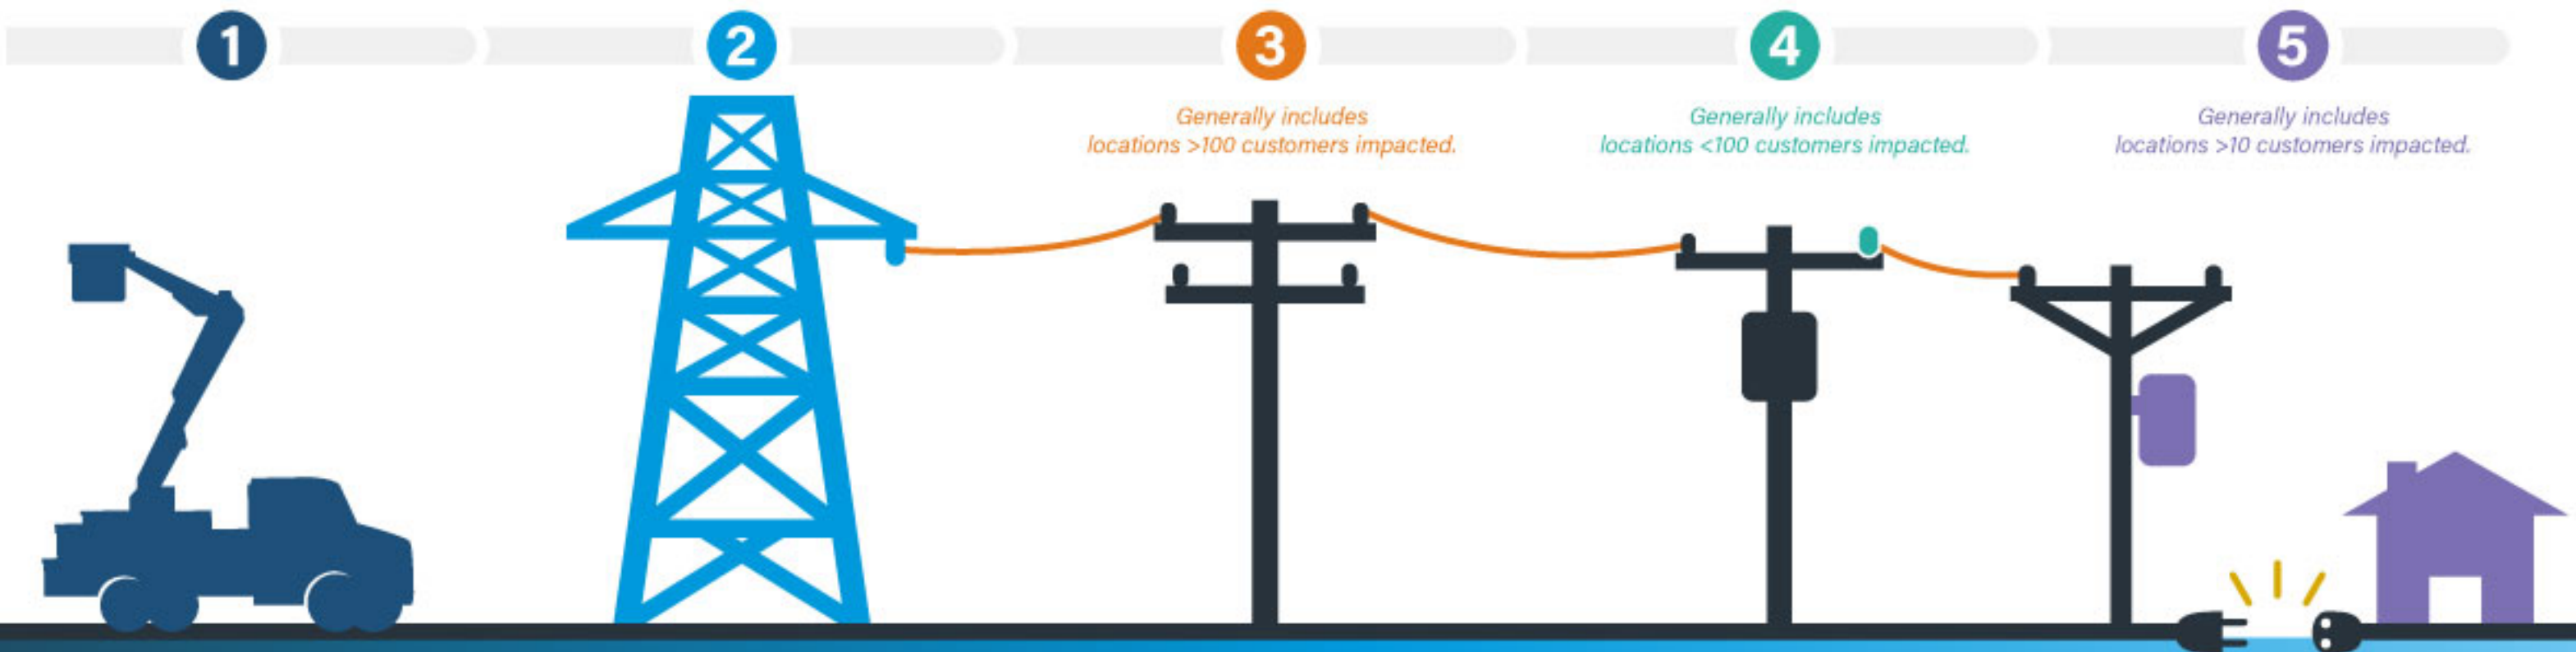 1
2
3
4
5
Generally includes
locations >100 customers impacted.
Generally includes
locations <100 customers impacted.
Generally includes
locations >10 customers impacted.